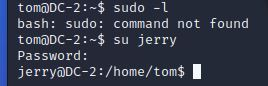 tom@DC-2:~$ sudo -l
bash: sudo: command not found
tom@DC-2:~$ su jerry
Password:
jerry@DC-2:/home/tom$